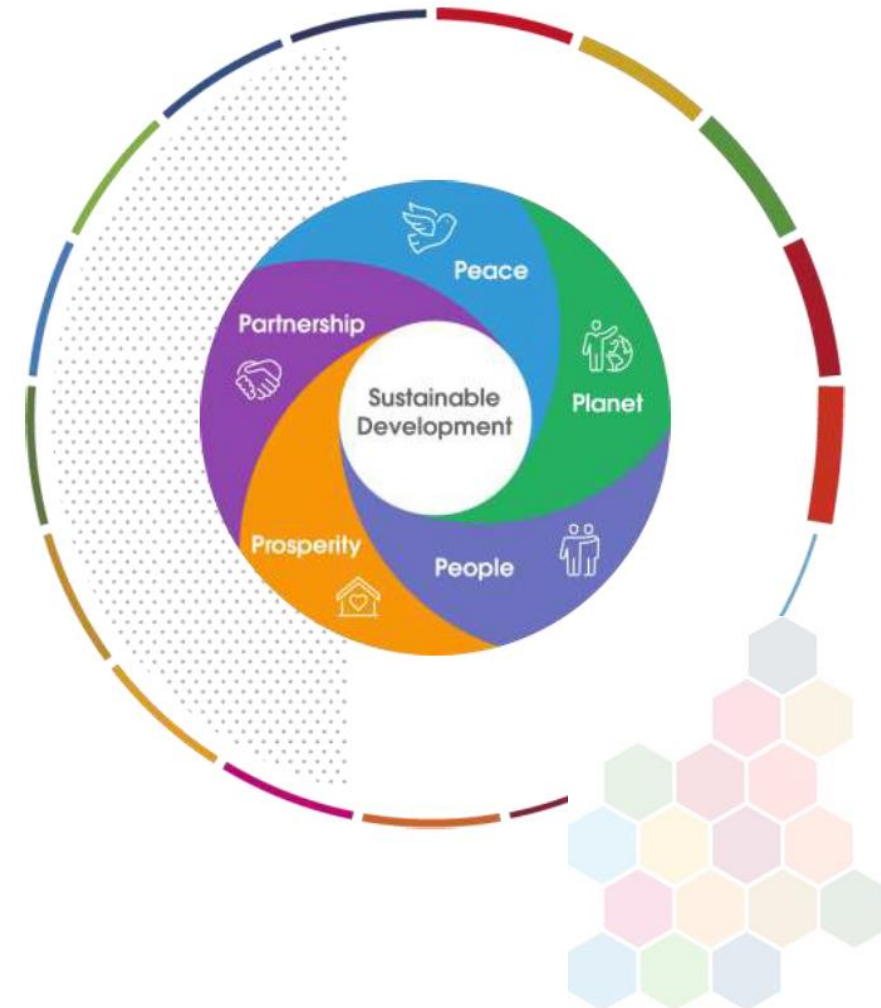 Peace
Partnership
Planet
Sustainable
Development
Prosperity
People